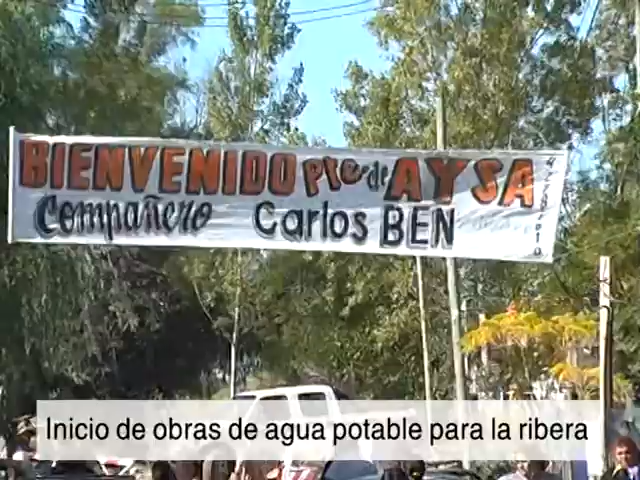 BIENVENIDO Pte de AYSA
Compañero Carlos BEN
Inicio de obras de agua potable para la ribera